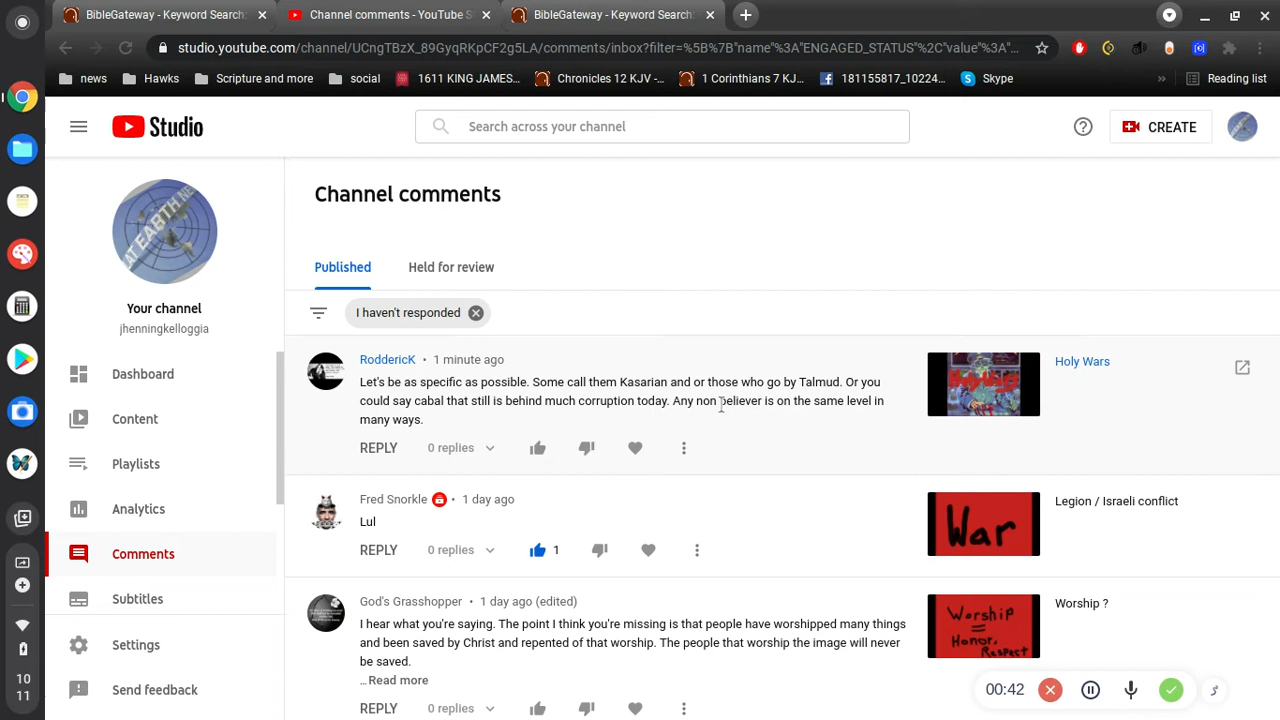 BibleGateway - Keyword Search:
Channel comments - YouTube S
BibleGateway - Keyword Search:
studio.youtube.com/channel/UCngTBzX_89GyqRKpCF2g5LA/comments/inbox?filter=%5B%7B"name"%3A"ENGAGED_STATUS"%2C"value"%3A"...
news
Hawks
Scripture and more
social
1611 KING JAMES...
Chronicles 12 KJV -...
1 Corinthians 7 KJ...
181155817_10224...
Skype
»
Reading list
Studio
Search across your channel
CREATE
AT EARTH.NE
Your channel
jhenningkelloggia
Dashboard
Content
Playlists
Analytics
Comments
Subtitles
Settings
Send feedback
Channel comments
Published
Held for review
I haven't responded
RoddericK • 1 minute ago
Let's be as specific as possible. Some call them Kasarian and or those who go by Talmud. Or you
could say cabal that still is behind much corruption today. Any non believer is on the same level in
many ways.
REPLY
0 replies
Holy Wars
Holy Wars
Fred Snorkle • 1 day ago
Lul
REPLY
0 replies
1
War
Legion / Israeli conflict
God's Grasshopper • 1 day ago (edited)
I hear what you're saying. The point I think you're missing is that people have worshipped many things
and been saved by Christ and repented of that worship. The people that worship the image will never
be saved.
...Read more
REPLY
0 replies
Worship
=
Honor.
Respect
Worship ?
00:42
10
11